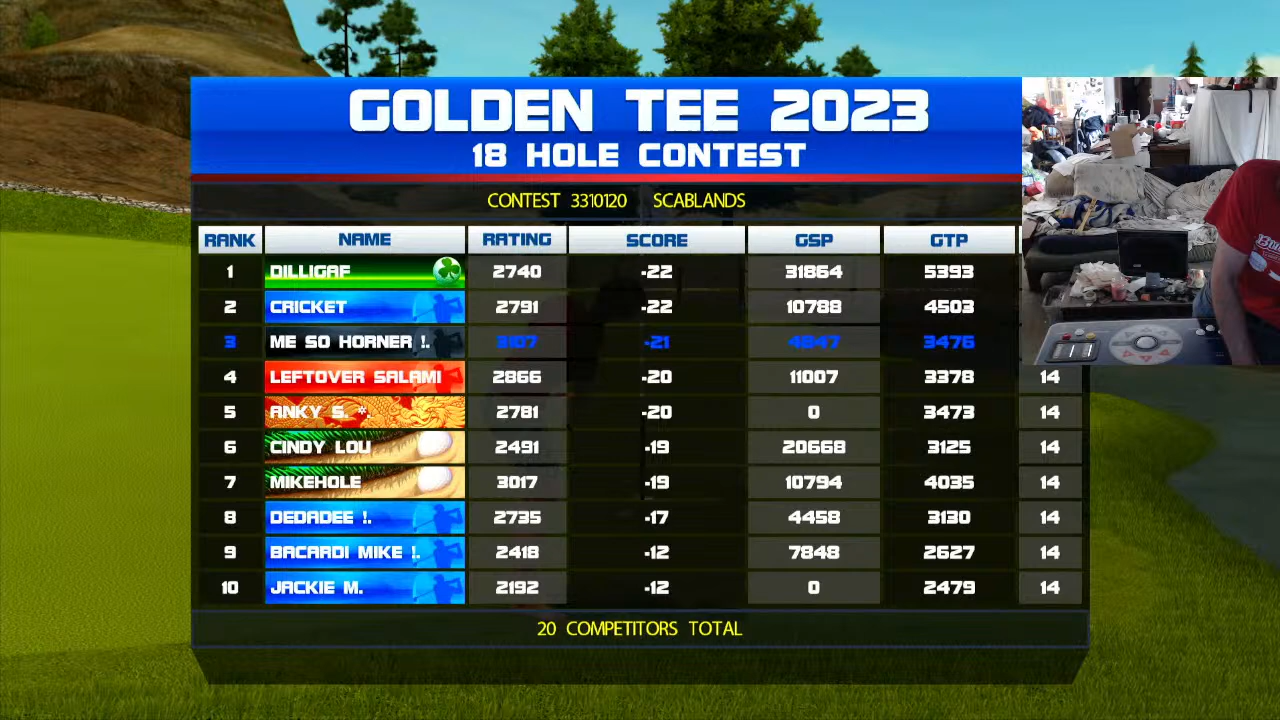 GOLDEN TEE 2023
18 HOLE CONTEST
CONTEST 3310120 SCABLANDS
RANK NAME RATING SCORE GSP GTP
1 DILLIGAF 2740 -22 31864 5393
2 CRICKET 2791 -22 10788 4503
3 ME SO HORNER !. 3107 -21 4847 3476
4 LEFTOVER SALAMI 2866 -20 11007 3378 14
5 ANKY S. *. 2781 -20 0 3473 14
6 CINDY LOU 2491 -19 20668 3125 14
7 MIKEHOLE 3017 -19 10794 4035 14
8 DEDADEE !. 2735 -17 4458 3130 14
9 BACARDI MIKE !. 2418 -12 7848 2627 14
10 JACKIE M. 2192 -12 0 2479 14
20 COMPETITORS TOTAL